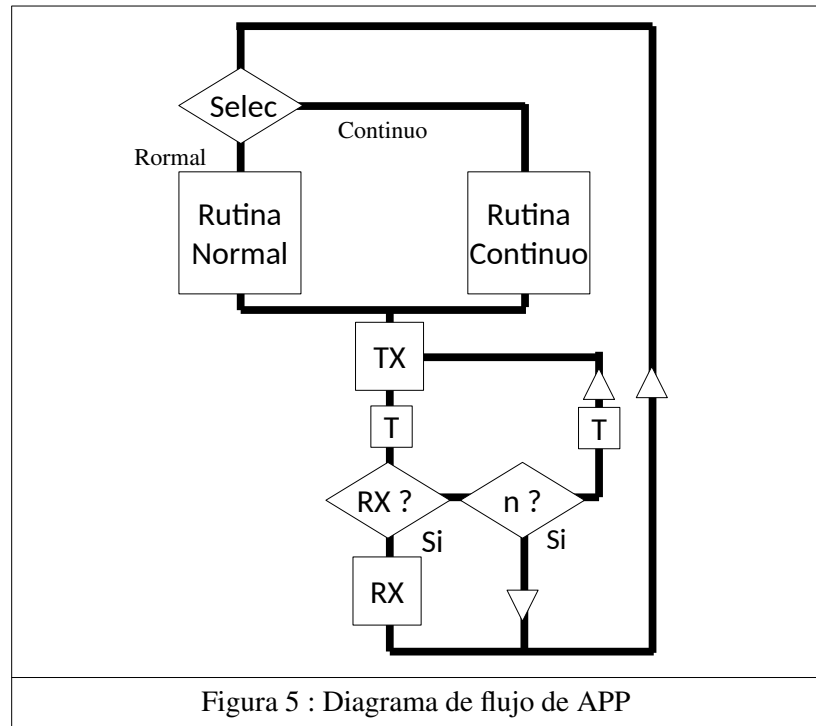 Selec
Continuo
Rormal
Rutina
Normal
Rutina
Continuo
TX
T
T
RX ?
n ?
Si
Si
RX
Figura 5 : Diagrama de flujo de APP